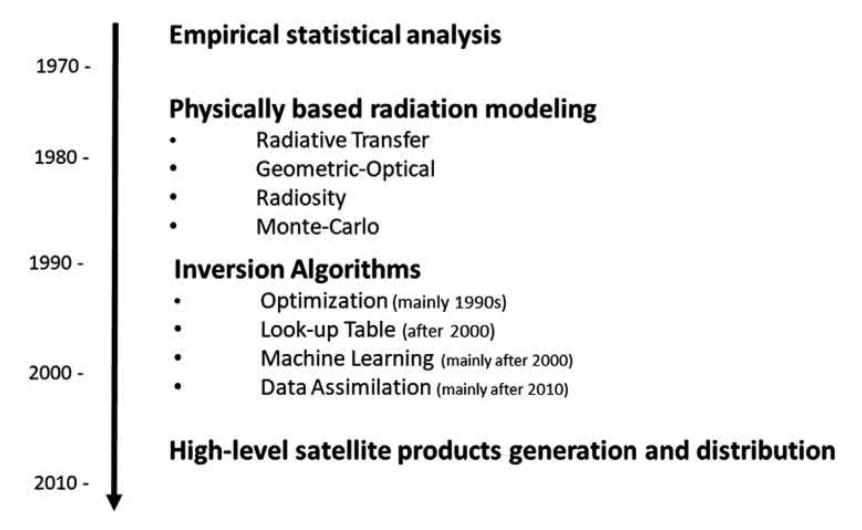 Empirical statistical analysis
1970 -
Physically based radiation modeling
• Radiative Transfer
1980 -
• Geometric-Optical
• Radiosity
• Monte-Carlo
1990 -
Inversion Algorithms
• Optimization (mainly 1990s)
• Look-up Table (after 2000)
• Machine Learning (mainly after 2000)
2000 -
• Data Assimilation (mainly after 2010)
High-level satellite products generation and distribution
2010 -